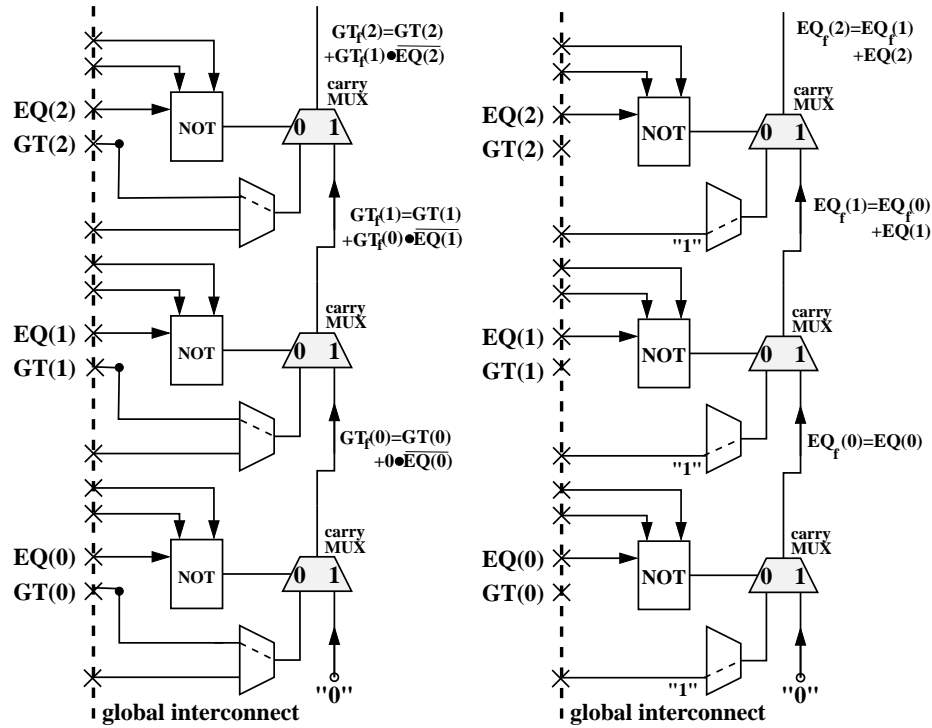 GT_f(2)=GT(2)
+GT_f(1)●\overline{EQ(2)}
carry
MUX
EQ(2)
NOT
0 1
GT(2)
GT_f(1)=GT(1)
+GT_f(0)●\overline{EQ(1)}
carry
MUX
EQ(1)
NOT
0 1
GT(1)
GT_f(0)=GT(0)
+0●\overline{EQ(0)}
carry
MUX
EQ(0)
NOT
0 1
GT(0)
"0"
global interconnect
EQ_f(2)=EQ_f(1)
+EQ(2)
carry
MUX
EQ(2)
NOT
0 1
GT(2)
EQ_f(1)=EQ_f(0)
+EQ(1)
"1"
carry
MUX
EQ(1)
NOT
0 1
GT(1)
EQ_f(0)=EQ(0)
"1"
carry
MUX
EQ(0)
NOT
0 1
GT(0)
"1"
"0"
global interconnect